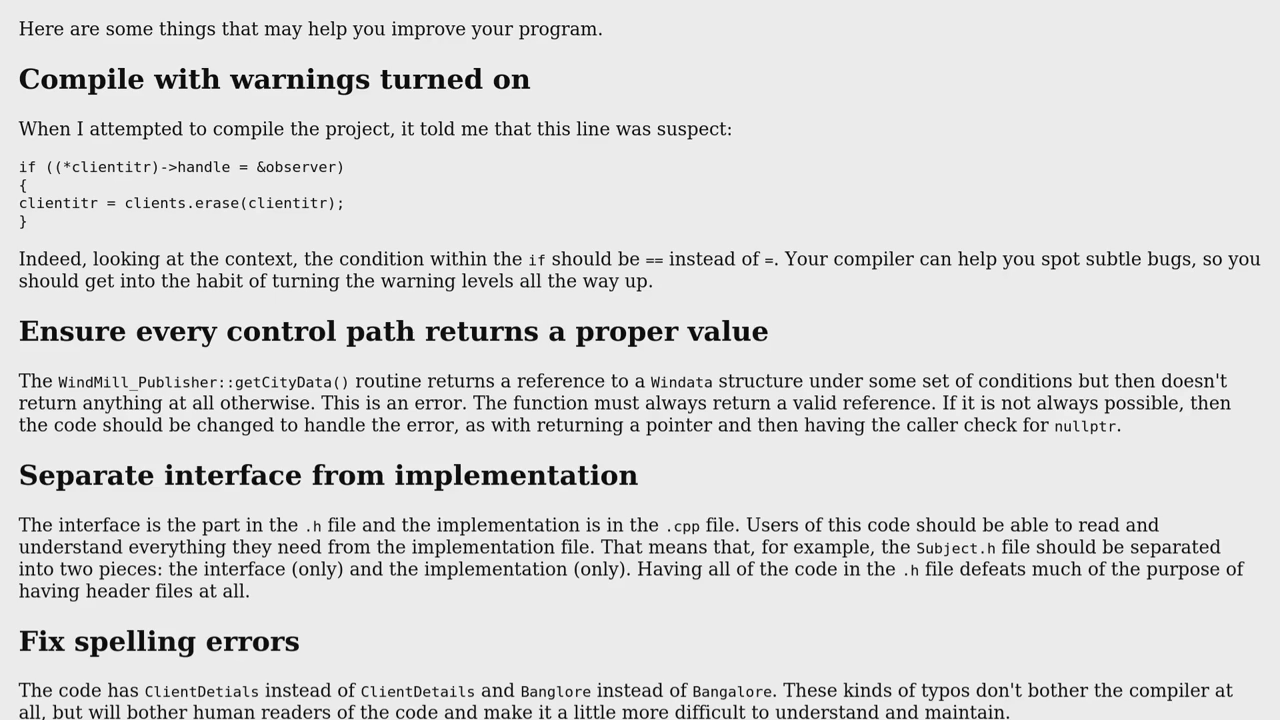 Here are some things that may help you improve your program.
Compile with warnings turned on
When I attempted to compile the project, it told me that this line was suspect:
if ((*clientitr)->handle = &observer)
{
clientitr = clients.erase(clientitr);
}
Indeed, looking at the context, the condition within the if should be == instead of =. Your compiler can help you spot subtle bugs, so you
should get into the habit of turning the warning levels all the way up.
Ensure every control path returns a proper value
The WindMill_Publisher::getCityData() routine returns a reference to a Windata structure under some set of conditions but then doesn't
return anything at all otherwise. This is an error. The function must always return a valid reference. If it is not always possible, then
the code should be changed to handle the error, as with returning a pointer and then having the caller check for nullptr.
Separate interface from implementation
The interface is the part in the .h file and the implementation is in the .cpp file. Users of this code should be able to read and
understand everything they need from the implementation file. That means that, for example, the Subject.h file should be separated
into two pieces: the interface (only) and the implementation (only). Having all of the code in the .h file defeats much of the purpose of
having header files at all.
Fix spelling errors
The code has ClientDetials instead of ClientDetails and Banglore instead of Bangalore. These kinds of typos don't bother the compiler at
all, but will bother human readers of the code and make it a little more difficult to understand and maintain.